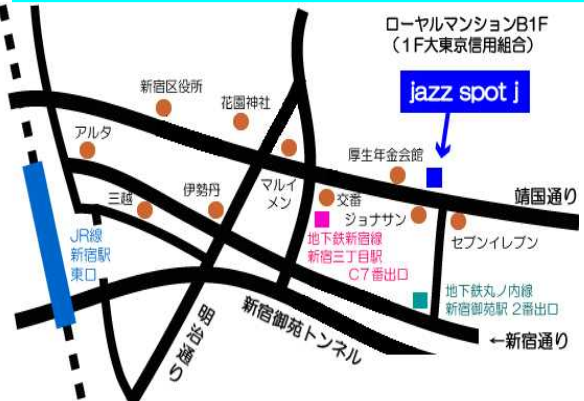 ローヤルマンションB1F
（1F大東京信用組合）
jazz spot j
新宿区役所
花園神社
アルタ
厚生年金会館
三越
伊勢丹
マルイ
メン
交番
靖国通り
ジョナサン
セブンイレブン
JR線
新宿駅
東口
地下鉄新宿線
新宿三丁目駅
C7番出口
地下鉄丸ノ内線
新宿御苑駅 2番出口
明治通り
新宿御苑トンネル
←新宿通り